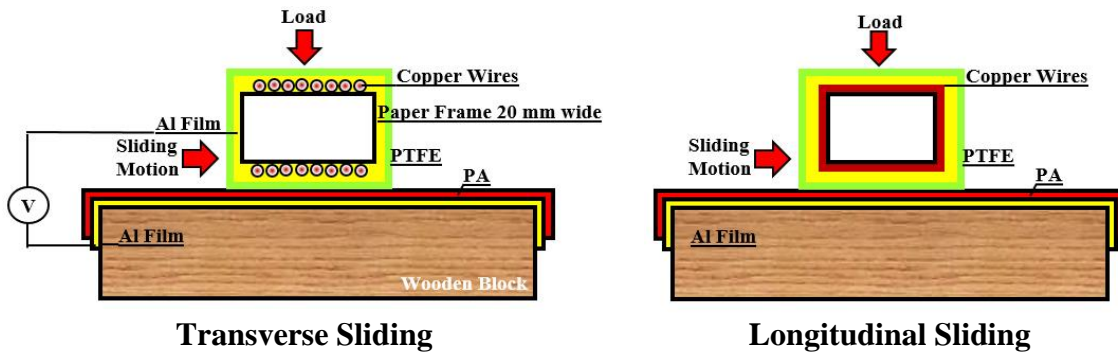 Load
Copper Wires
Paper Frame 20 mm wide
Al Film
Sliding
Motion
PTFE
PA
V
Al Film
Wooden Block
Transverse Sliding
Load
Copper Wires
Sliding
Motion
PTFE
PA
Al Film
Longitudinal Sliding